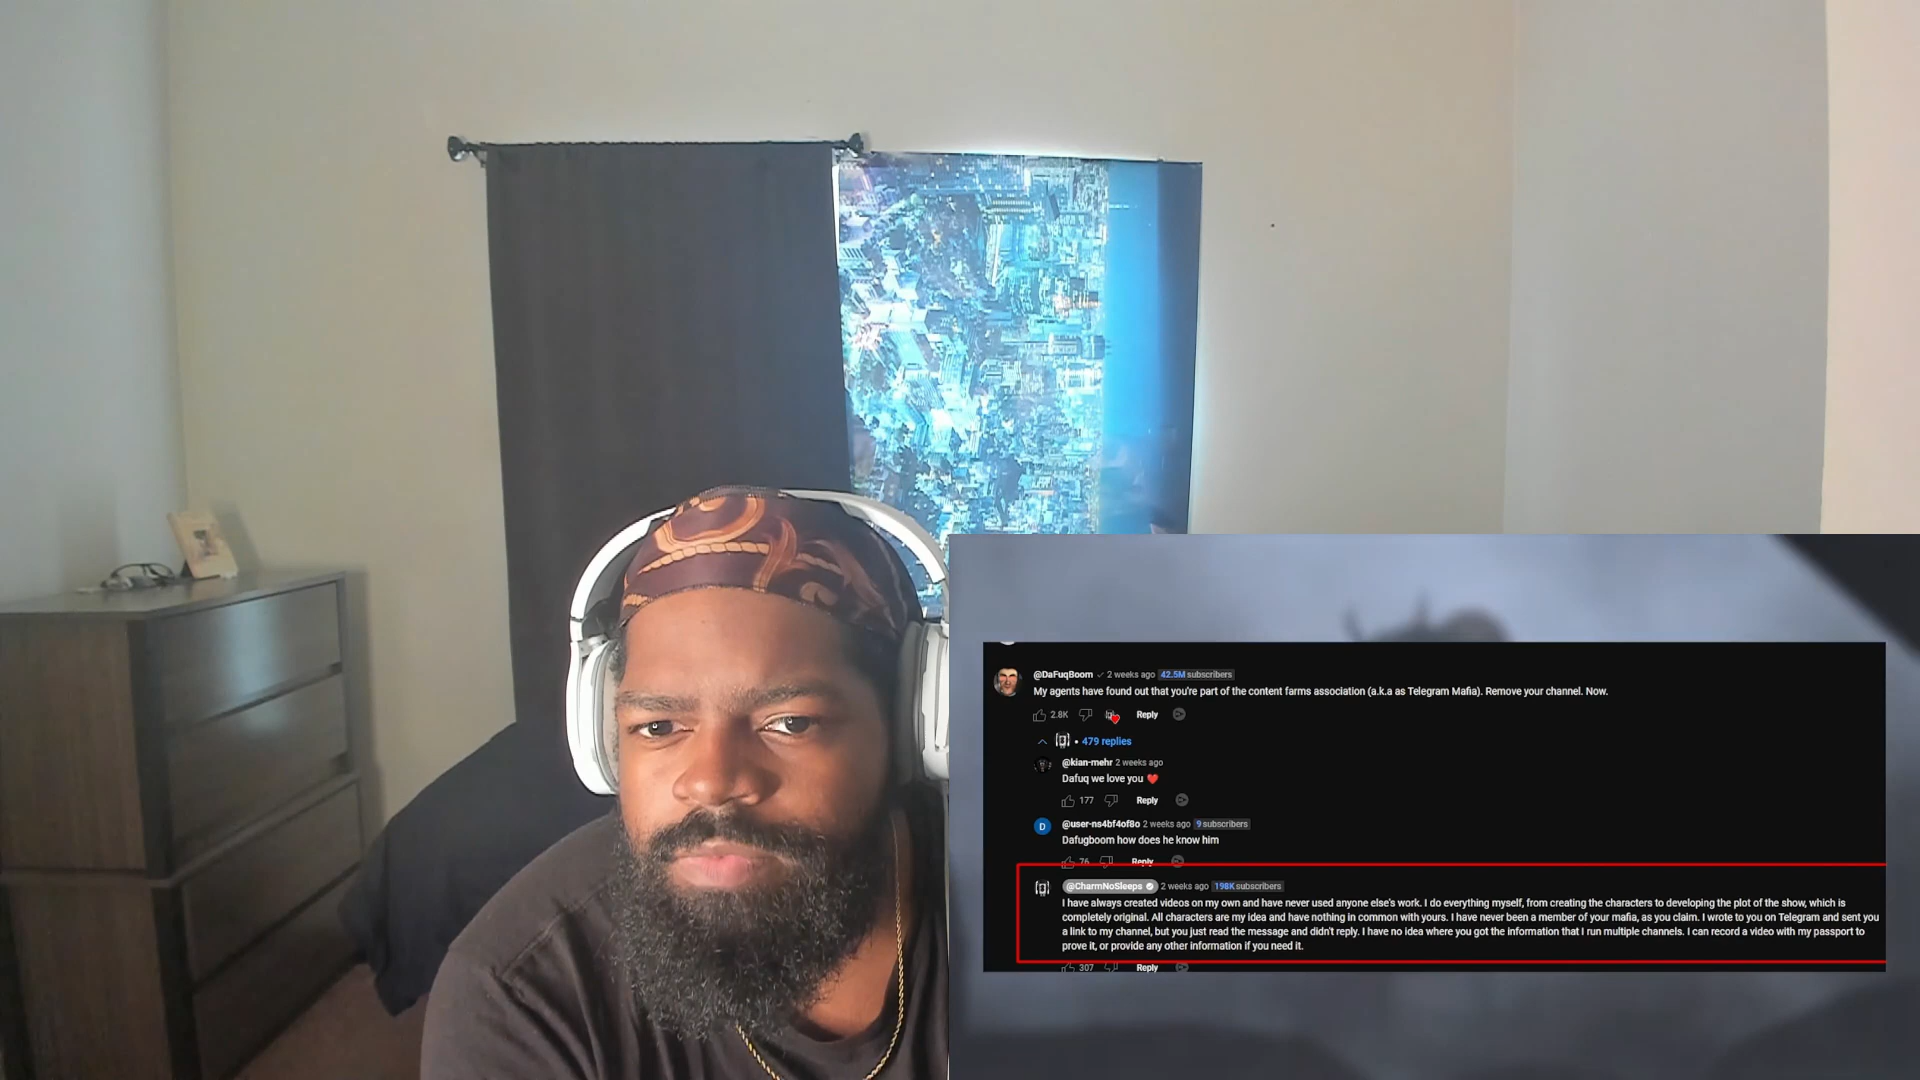 @DaFuqBoom 2 weeks ago 42.5M subscribers
My agents have found out that you're part of the content farms association (a.k.a as Telegram Mafia). Remove your channel. Now.
2.8K Reply
479 replies
@kian-mehr 2 weeks ago
Dafuq we love you ❤️
177 Reply
D @user-ns4bf4of8o 2 weeks ago 9 subscribers
Dafugboom how does he know him
76 Reply
@CharmNoSleeps 2 weeks ago 198K subscribers
I have always created videos on my own and have never used anyone else's work. I do everything myself, from creating the characters to developing the plot of the show, which is
completely original. All characters are my idea and have nothing in common with yours. I have never been a member of your mafia, as you claim. I wrote to you on Telegram and sent you
a link to my channel, but you just read the message and didn't reply. I have no idea where you got the information that I run multiple channels. I can record a video with my passport to
prove it, or provide any other information if you need it.
307 Reply